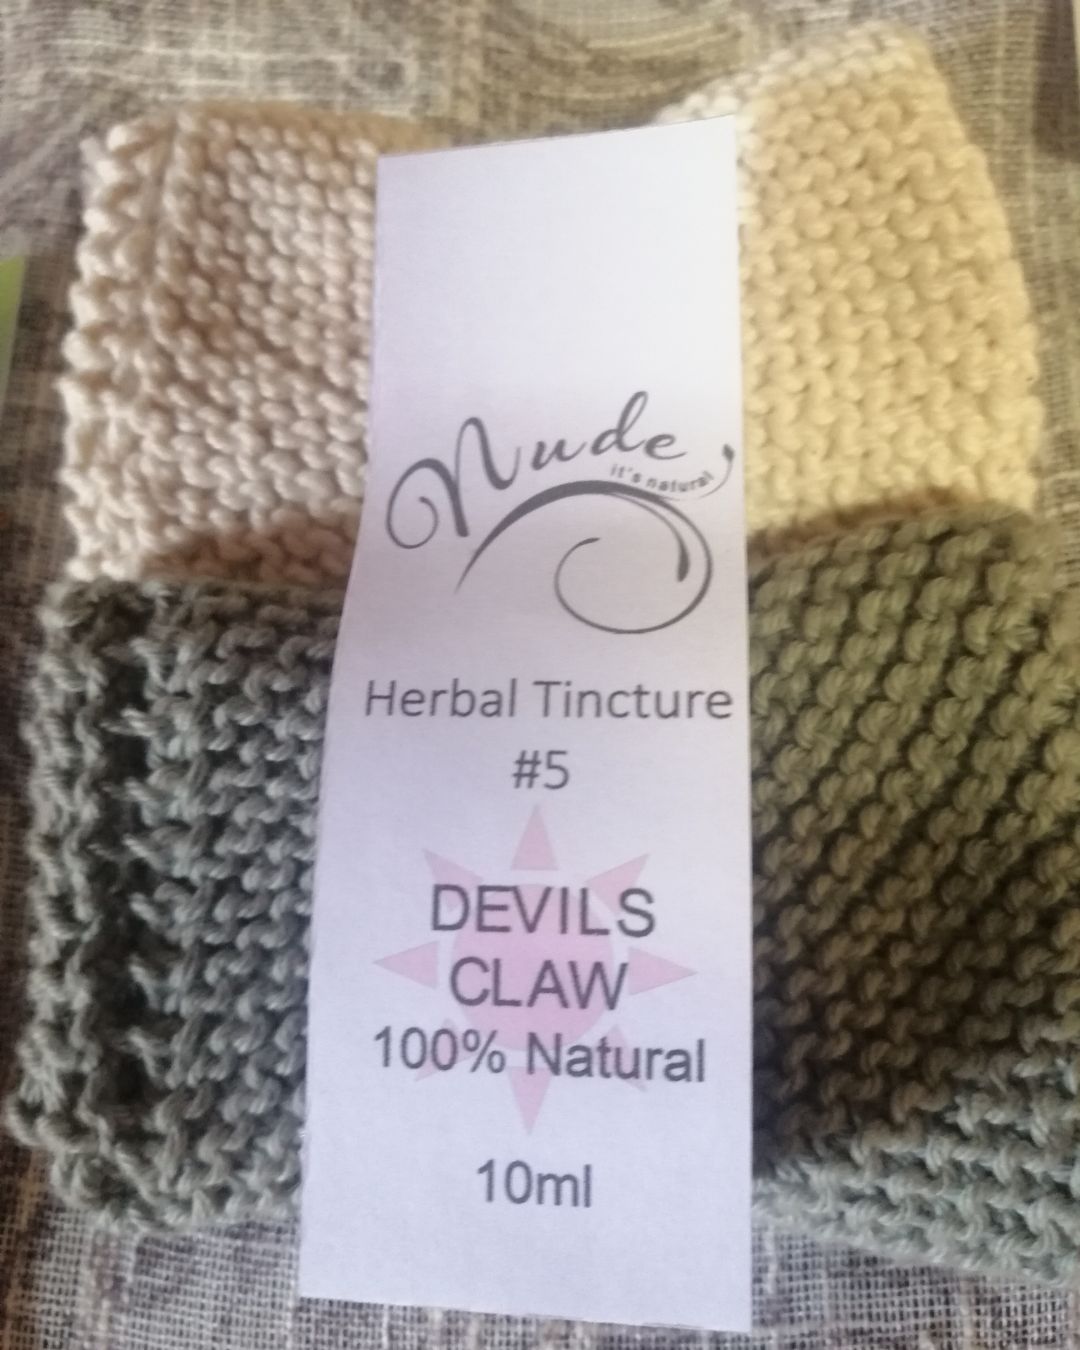 Nude
it's natural
Herbal Tincture
#5
DEVILS
CLAW
100% Natural
10ml